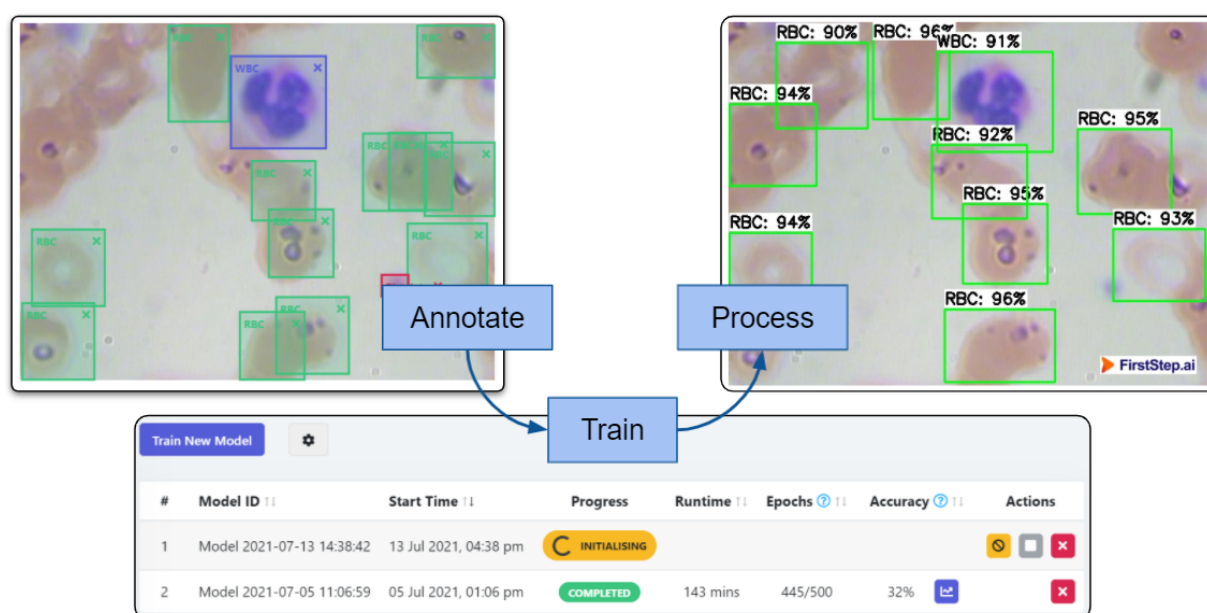 RBC ×
RBC ×
WBC ×
RBC
RBC ×
RBC ×
RBC ×
RBC ×
RBC ×
RBC ×
RBC ×
RBC
RBC ×
Annotate
RBC: 90%
RBC: 96%
WBC: 91%
RBC: 94%
RBC: 92%
RBC: 95%
RBC: 95%
RBC: 94%
RBC: 93%
RBC: 96%
Process
FirstStep.ai
Train
Train New Model
# Model ID Start Time Progress Runtime Epochs Accuracy Actions
1 Model 2021-07-13 14:38:42 13 Jul 2021, 04:38 pm INITIALISING
2 Model 2021-07-05 11:06:59 05 Jul 2021, 01:06 pm COMPLETED 143 mins 445/500 32%